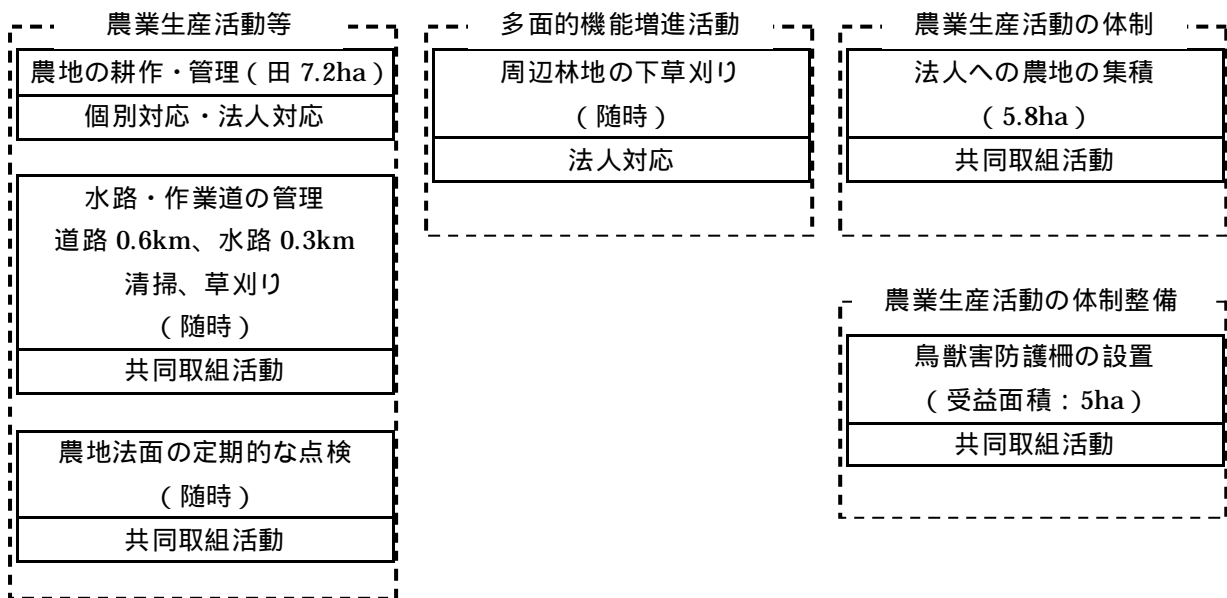 農業生産活動等
農地の耕作・管理(田 7.2ha)
個別対応・法人対応
水路・作業道の管理
道路 0.6km、水路 0.3km
清掃、草刈り
(随時)
共同取組活動
農地法面の定期的な点検
(随時)
共同取組活動
多面的機能増進活動
周辺林地の下草刈り
(随時)
法人対応
農業生産活動の体制
法人への農地の集積
(5.8ha)
共同取組活動
農業生産活動の体制整備
鳥獣害防護柵の設置
(受益面積:5ha)
共同取組活動